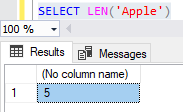 SELECT LEN('Apple')
100 %
Results Messages
(No column name)
1 5